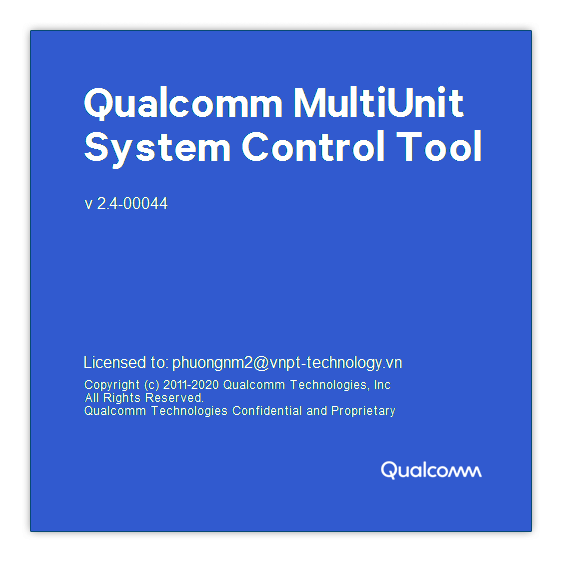 Qualcomm MultiUnit
System Control Tool
v 2.4-00044
Licensed to: phuongnm2@vnpt-technology.vn
Copyright (c) 2011-2020 Qualcomm Technologies, Inc
All Rights Reserved.
Qualcomm Technologies Confidential and Proprietary
Qualcomm